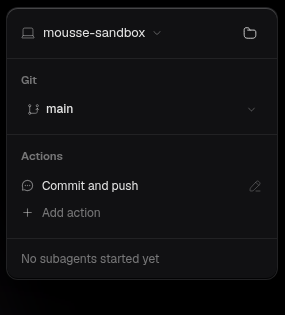 mousse-sandbox
Git
main
Actions
Commit and push
Add action
No subagents started yet